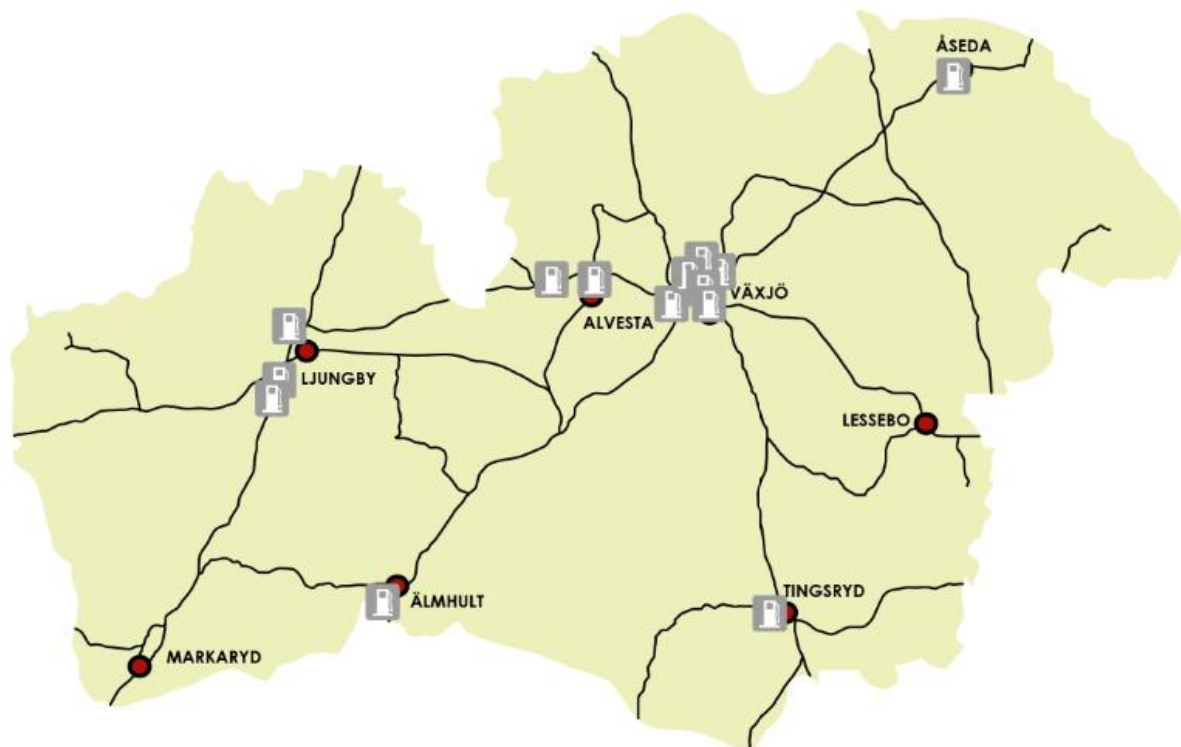 ÅSEDA
VÄXJÖ
ALVESTA
LJUNGBY
LESSEBO
ÄLMHULT
TINGSRYD
MARKARYD